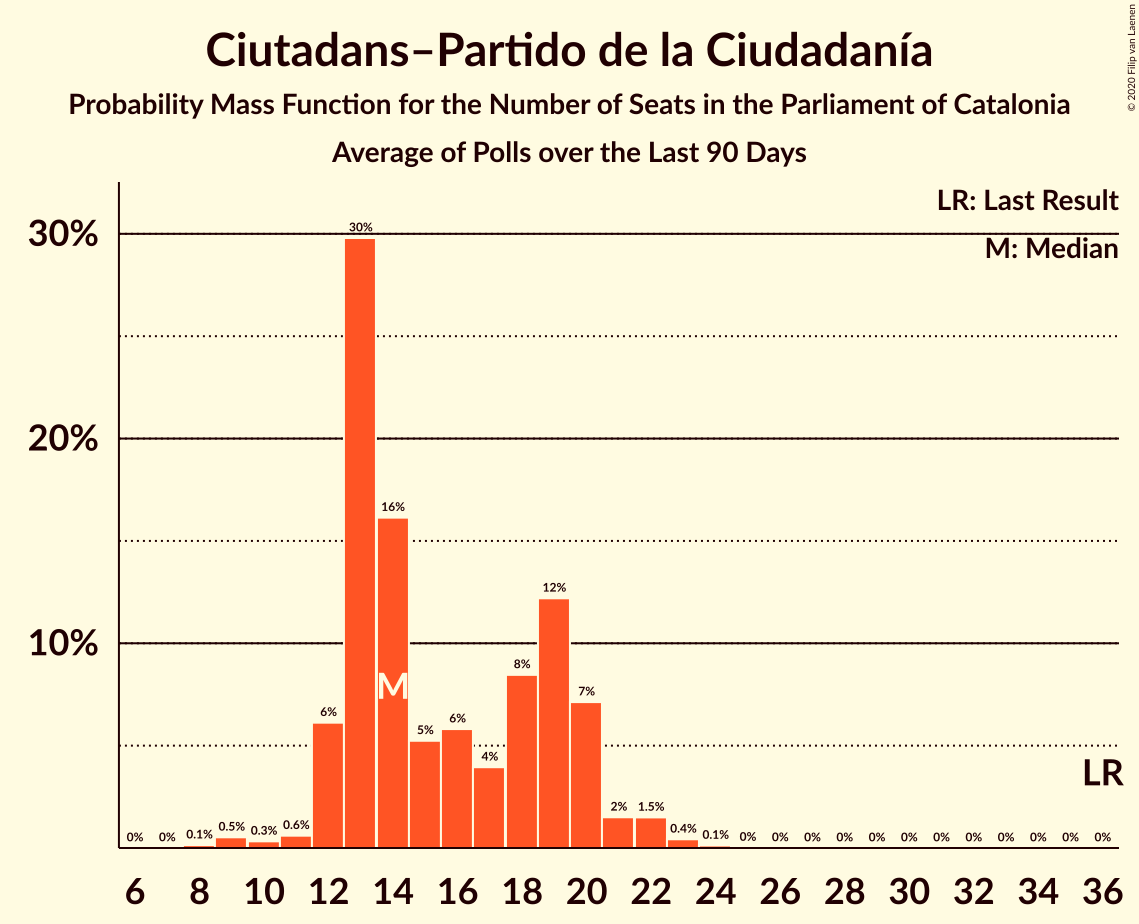 Ciutadans–Partido de la Ciudadanía
Probability Mass Function for the Number of Seats in the Parliament of Catalonia
Average of Polls over the Last 90 Days
© 2020 Filip van Laenen
LR: Last Result
M: Median
30%
20%
10%
0% 0% 0.1% 0.5% 0.3% 0.6% 6% 30% 16% 5% 6% 4% 8% 12% 7% 2% 1.5% 0.4% 0.1% 0% 0% 0% 0% 0% 0% 0% 0% 0% 0% 0% 0%
M
LR
6 8 10 12 14 16 18 20 22 24 26 28 30 32 34 36